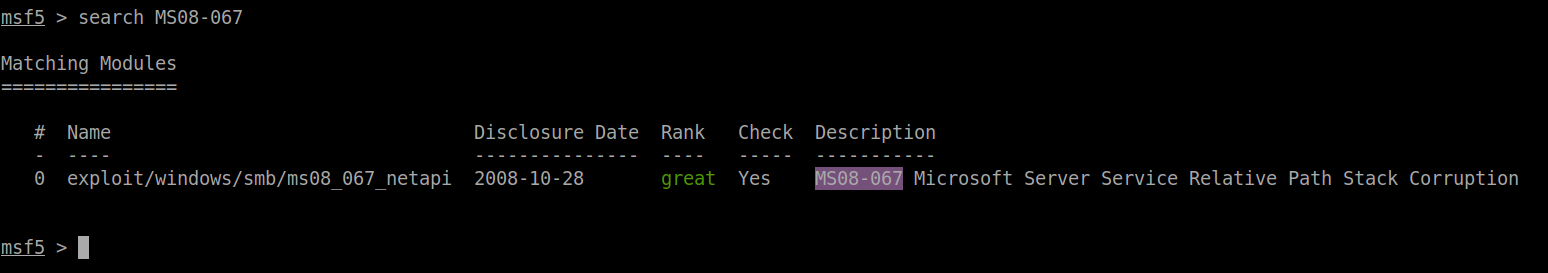 msf5 > search MS08-067
Matching Modules
================
# Name Disclosure Date Rank Check Description
- ---- --------------- ---- ----- -----------
0 exploit/windows/smb/ms08_067_netapi 2008-10-28 great Yes MS08-067 Microsoft Server Service Relative Path Stack Corruption
msf5 >